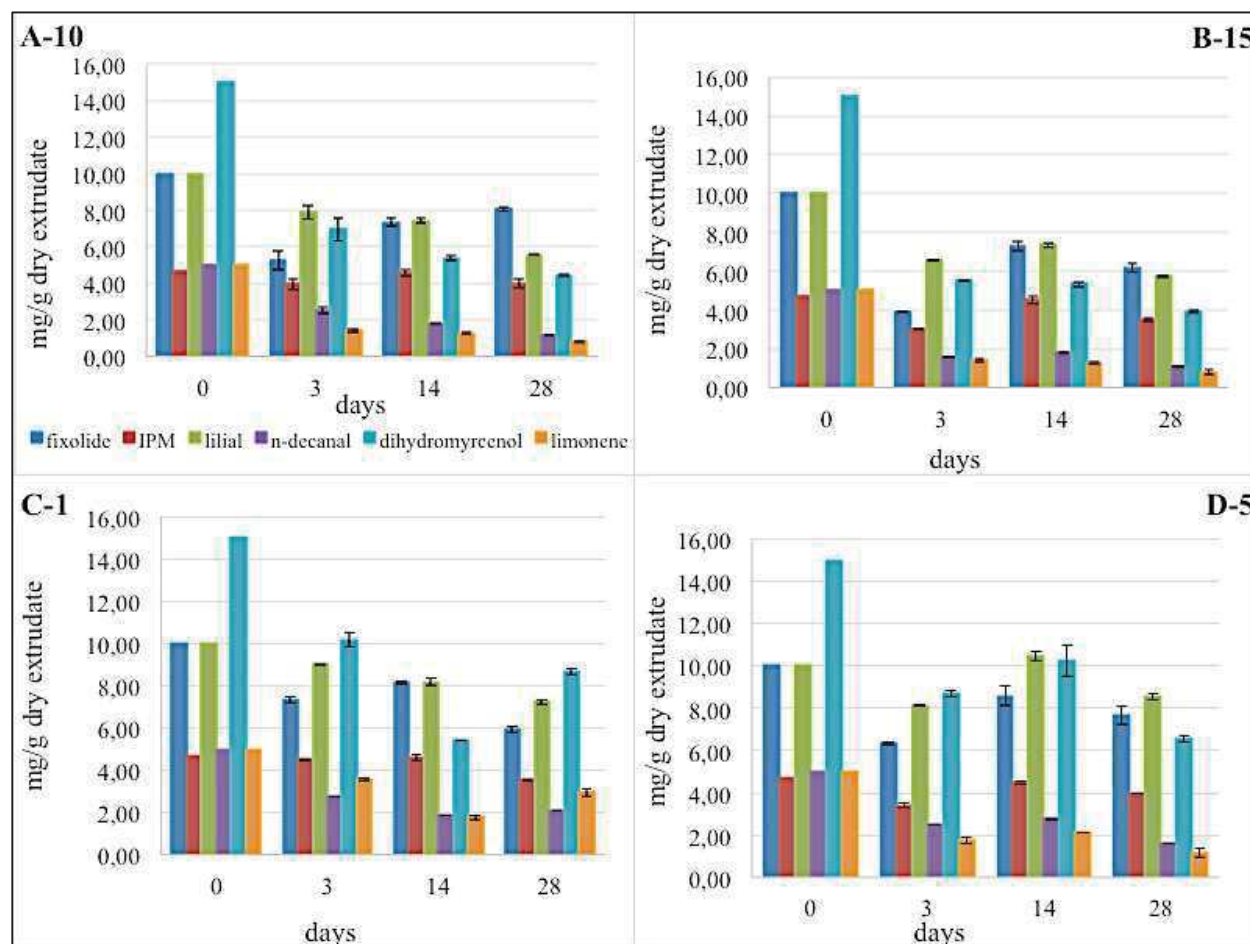 A-10
16,00
14,00
12,00
10,00
8,00
6,00
4,00
2,00
0,00
mg/g dry extrudate
0 3 14 28
days
fixolide IPM lilial n-decanal dihydromyrcenol limonene
B-15
16,00
14,00
12,00
10,00
8,00
6,00
4,00
2,00
0,00
mg/g dry extrudate
0 3 14 28
days
C-1
16,00
14,00
12,00
10,00
8,00
6,00
4,00
2,00
0,00
mg/g dry extrudate
0 3 14 28
days
D-5
16,00
14,00
12,00
10,00
8,00
6,00
4,00
2,00
0,00
mg/g dry extrudate
0 3 14 28
days